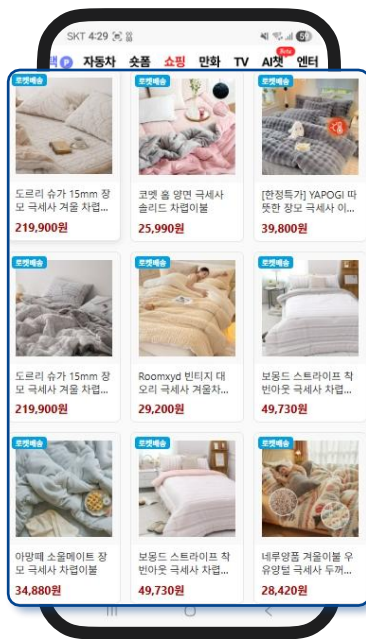 SKT 4:29
자동차 숏폼 쇼핑 만화 TV AI챗 엔터
Beta
로켓배송
도르리 슈가 15mm 장
모 극세사 겨울 차렵...
219,900원
로켓배송
코멧 홈 양면 극세사
솔리드 차렵이불
25,990원
로켓배송
[한정특가] YAPOGI 따
뜻한 장모 극세사 이...
39,800원
로켓배송
도르리 슈가 15mm 장
모 극세사 겨울 차렵...
219,900원
로켓배송
Roomxyd 빈티지 대
오리 극세사 겨울차...
29,200원
로켓배송
보몽드 스트라이프 착
번아웃 극세사 차렵...
49,730원
로켓배송
아망떼 소울메이트 장
모 극세사 차렵이불
34,880원
로켓배송
보몽드 스트라이프 착
번아웃 극세사 차렵...
49,730원
로켓배송
네루양품 겨울이불 우
유양털 극세사 두꺼...
28,420원